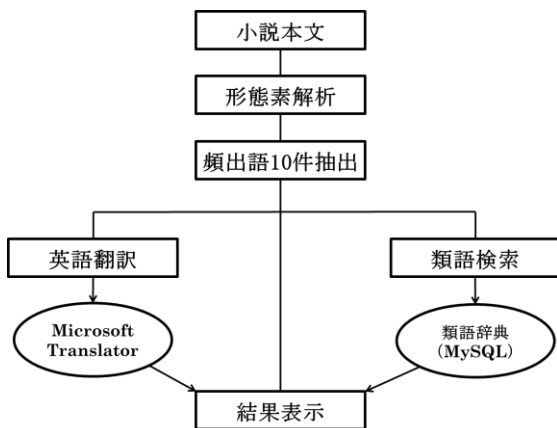 小説本文
形態素解析
頻出語10件抽出
英語翻訳
類語検索
Microsoft
Translator
類語辞典
(MySQL)
結果表示